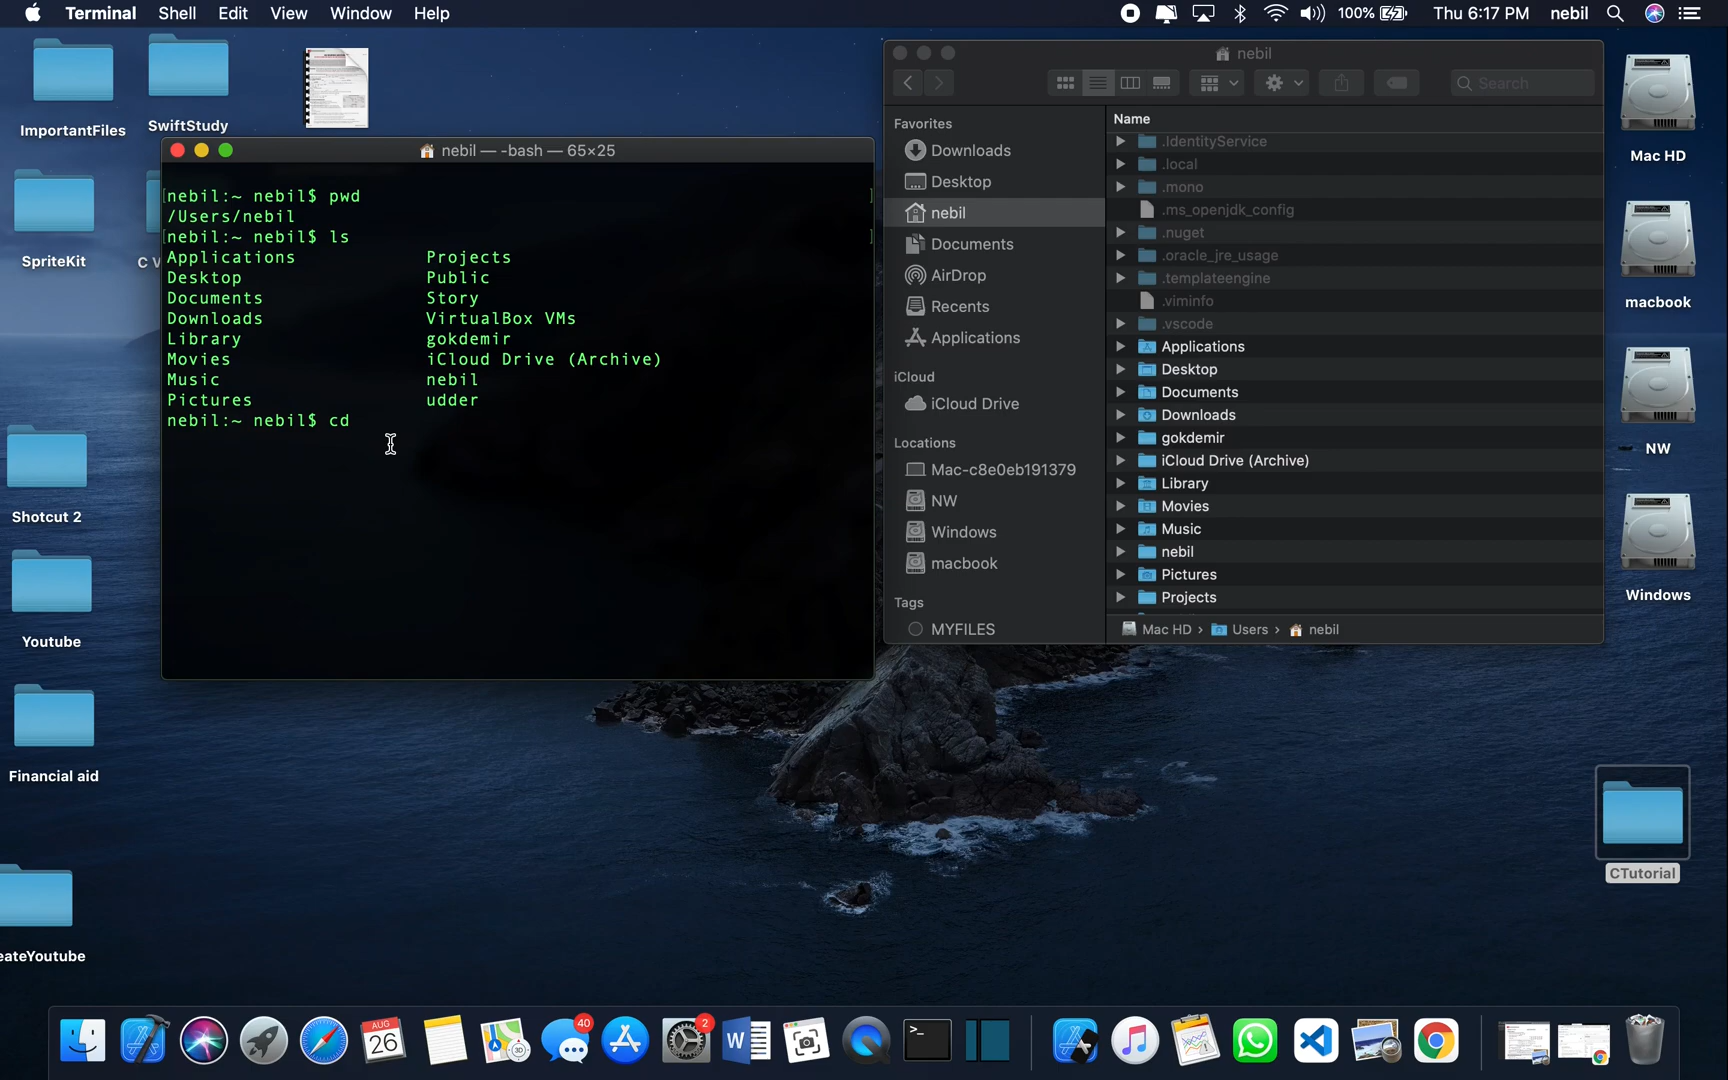 Terminal Shell Edit View Window Help
100% Thu 6:17 PM nebil
ImportantFiles
SwiftStudy
SpriteKit
C V
Shotcut 2
Youtube
Financial aid
eateYoutube
nebil — -bash — 65×25
nebil:~ nebil$ pwd
/Users/nebil
nebil:~ nebil$ ls
Applications Projects
Desktop Public
Documents Story
Downloads VirtualBox VMs
Library gokdemir
Movies iCloud Drive (Archive)
Music nebil
Pictures udder
nebil:~ nebil$ cd
nebil
Search
Favorites
Downloads
Desktop
nebil
Documents
AirDrop
Recents
Applications
iCloud
iCloud Drive
Locations
Mac-c8e0eb191379
NW
Windows
macbook
Tags
MYFILES
Name
.IdentityService
.local
.mono
.ms_openjdk_config
.nuget
.oracle_jre_usage
.templateengine
.viminfo
.vscode
Applications
Desktop
Documents
Downloads
gokdemir
iCloud Drive (Archive)
Library
Movies
Music
nebil
Pictures
Projects
Mac HD › Users › nebil
Mac HD
macbook
NW
Windows
CTutorial
AUG
26
3D
40
2
W
>_